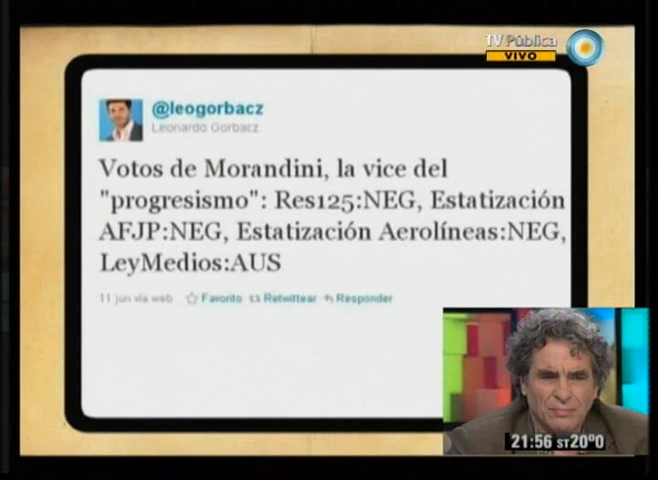 TV Pública
VIVO
@leogorbacz
Leonardo Gorbacz
Votos de Morandini, la vice del
"progresismo": Res125:NEG, Estatización
AFJP:NEG, Estatización Aerolíneas:NEG,
LeyMedios:AUS
11 jun via web Favorito Retwittear Responder
21:56 ST20º0